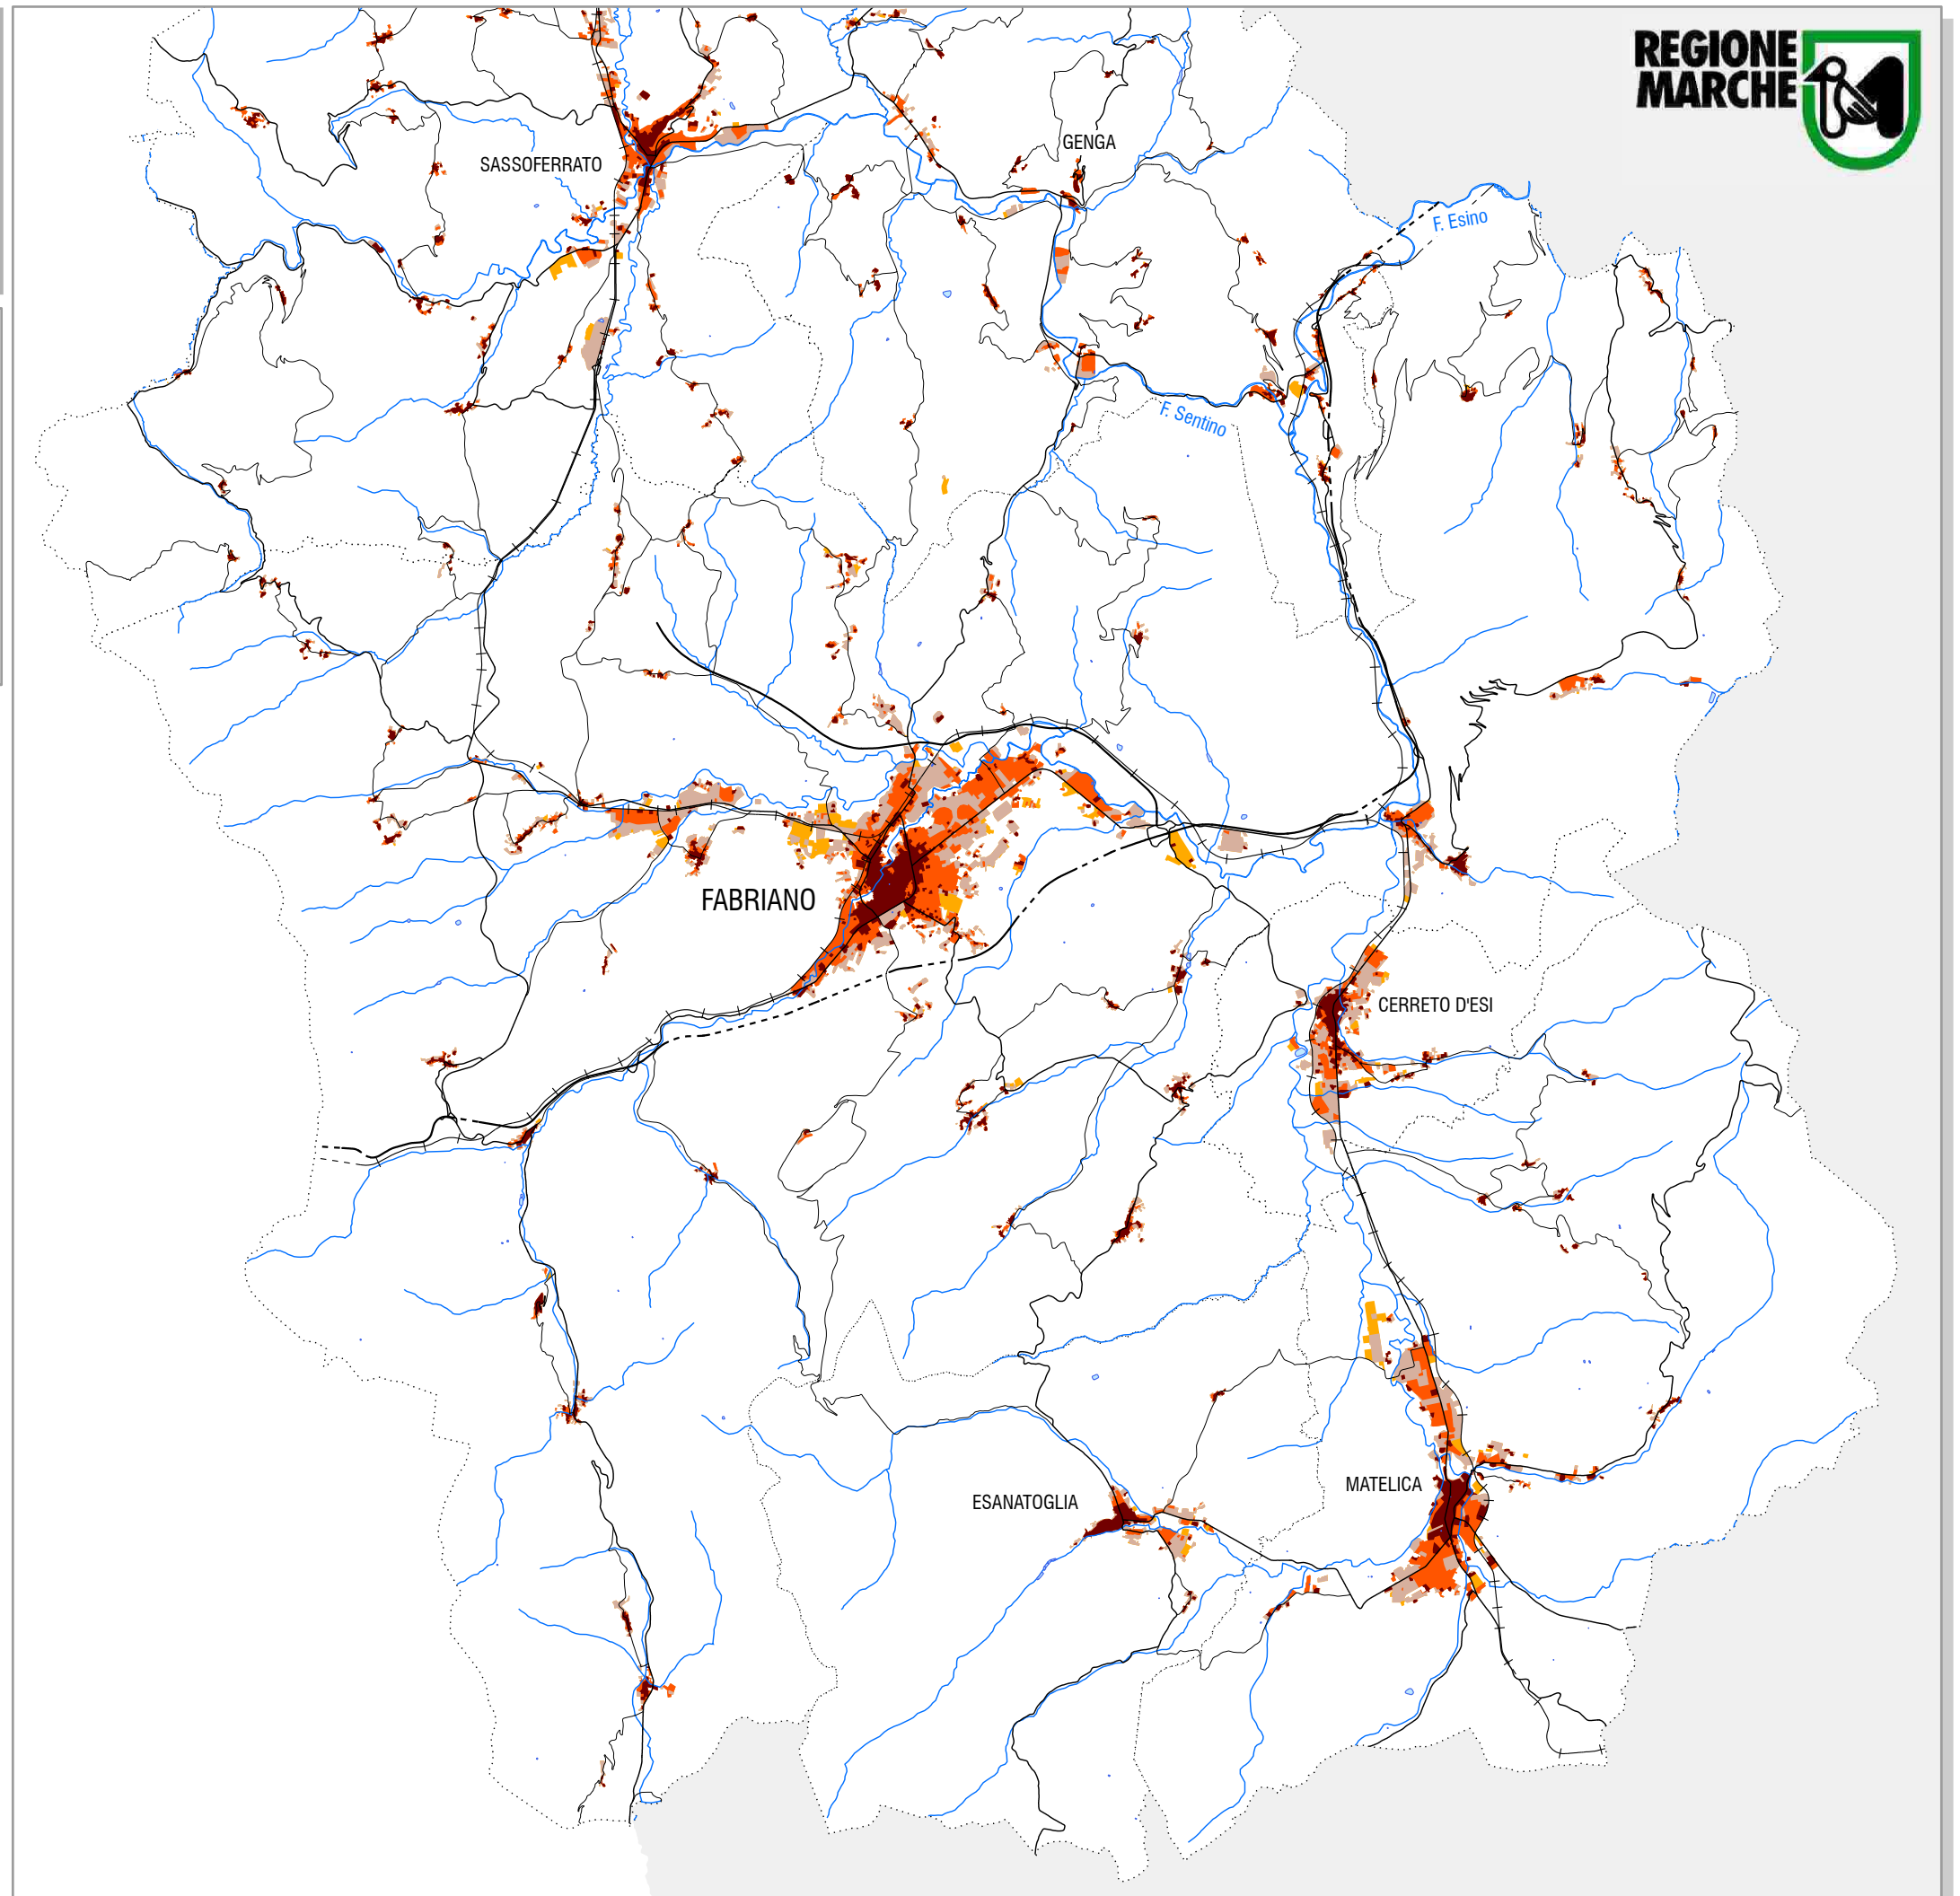 REGIONE
MARCHE
GENGA
SASSOFERRATO
F. Esino
F. Sentino
FABRIANO
CERRETO D'ESI
MATELICA
ESANATOGLIA